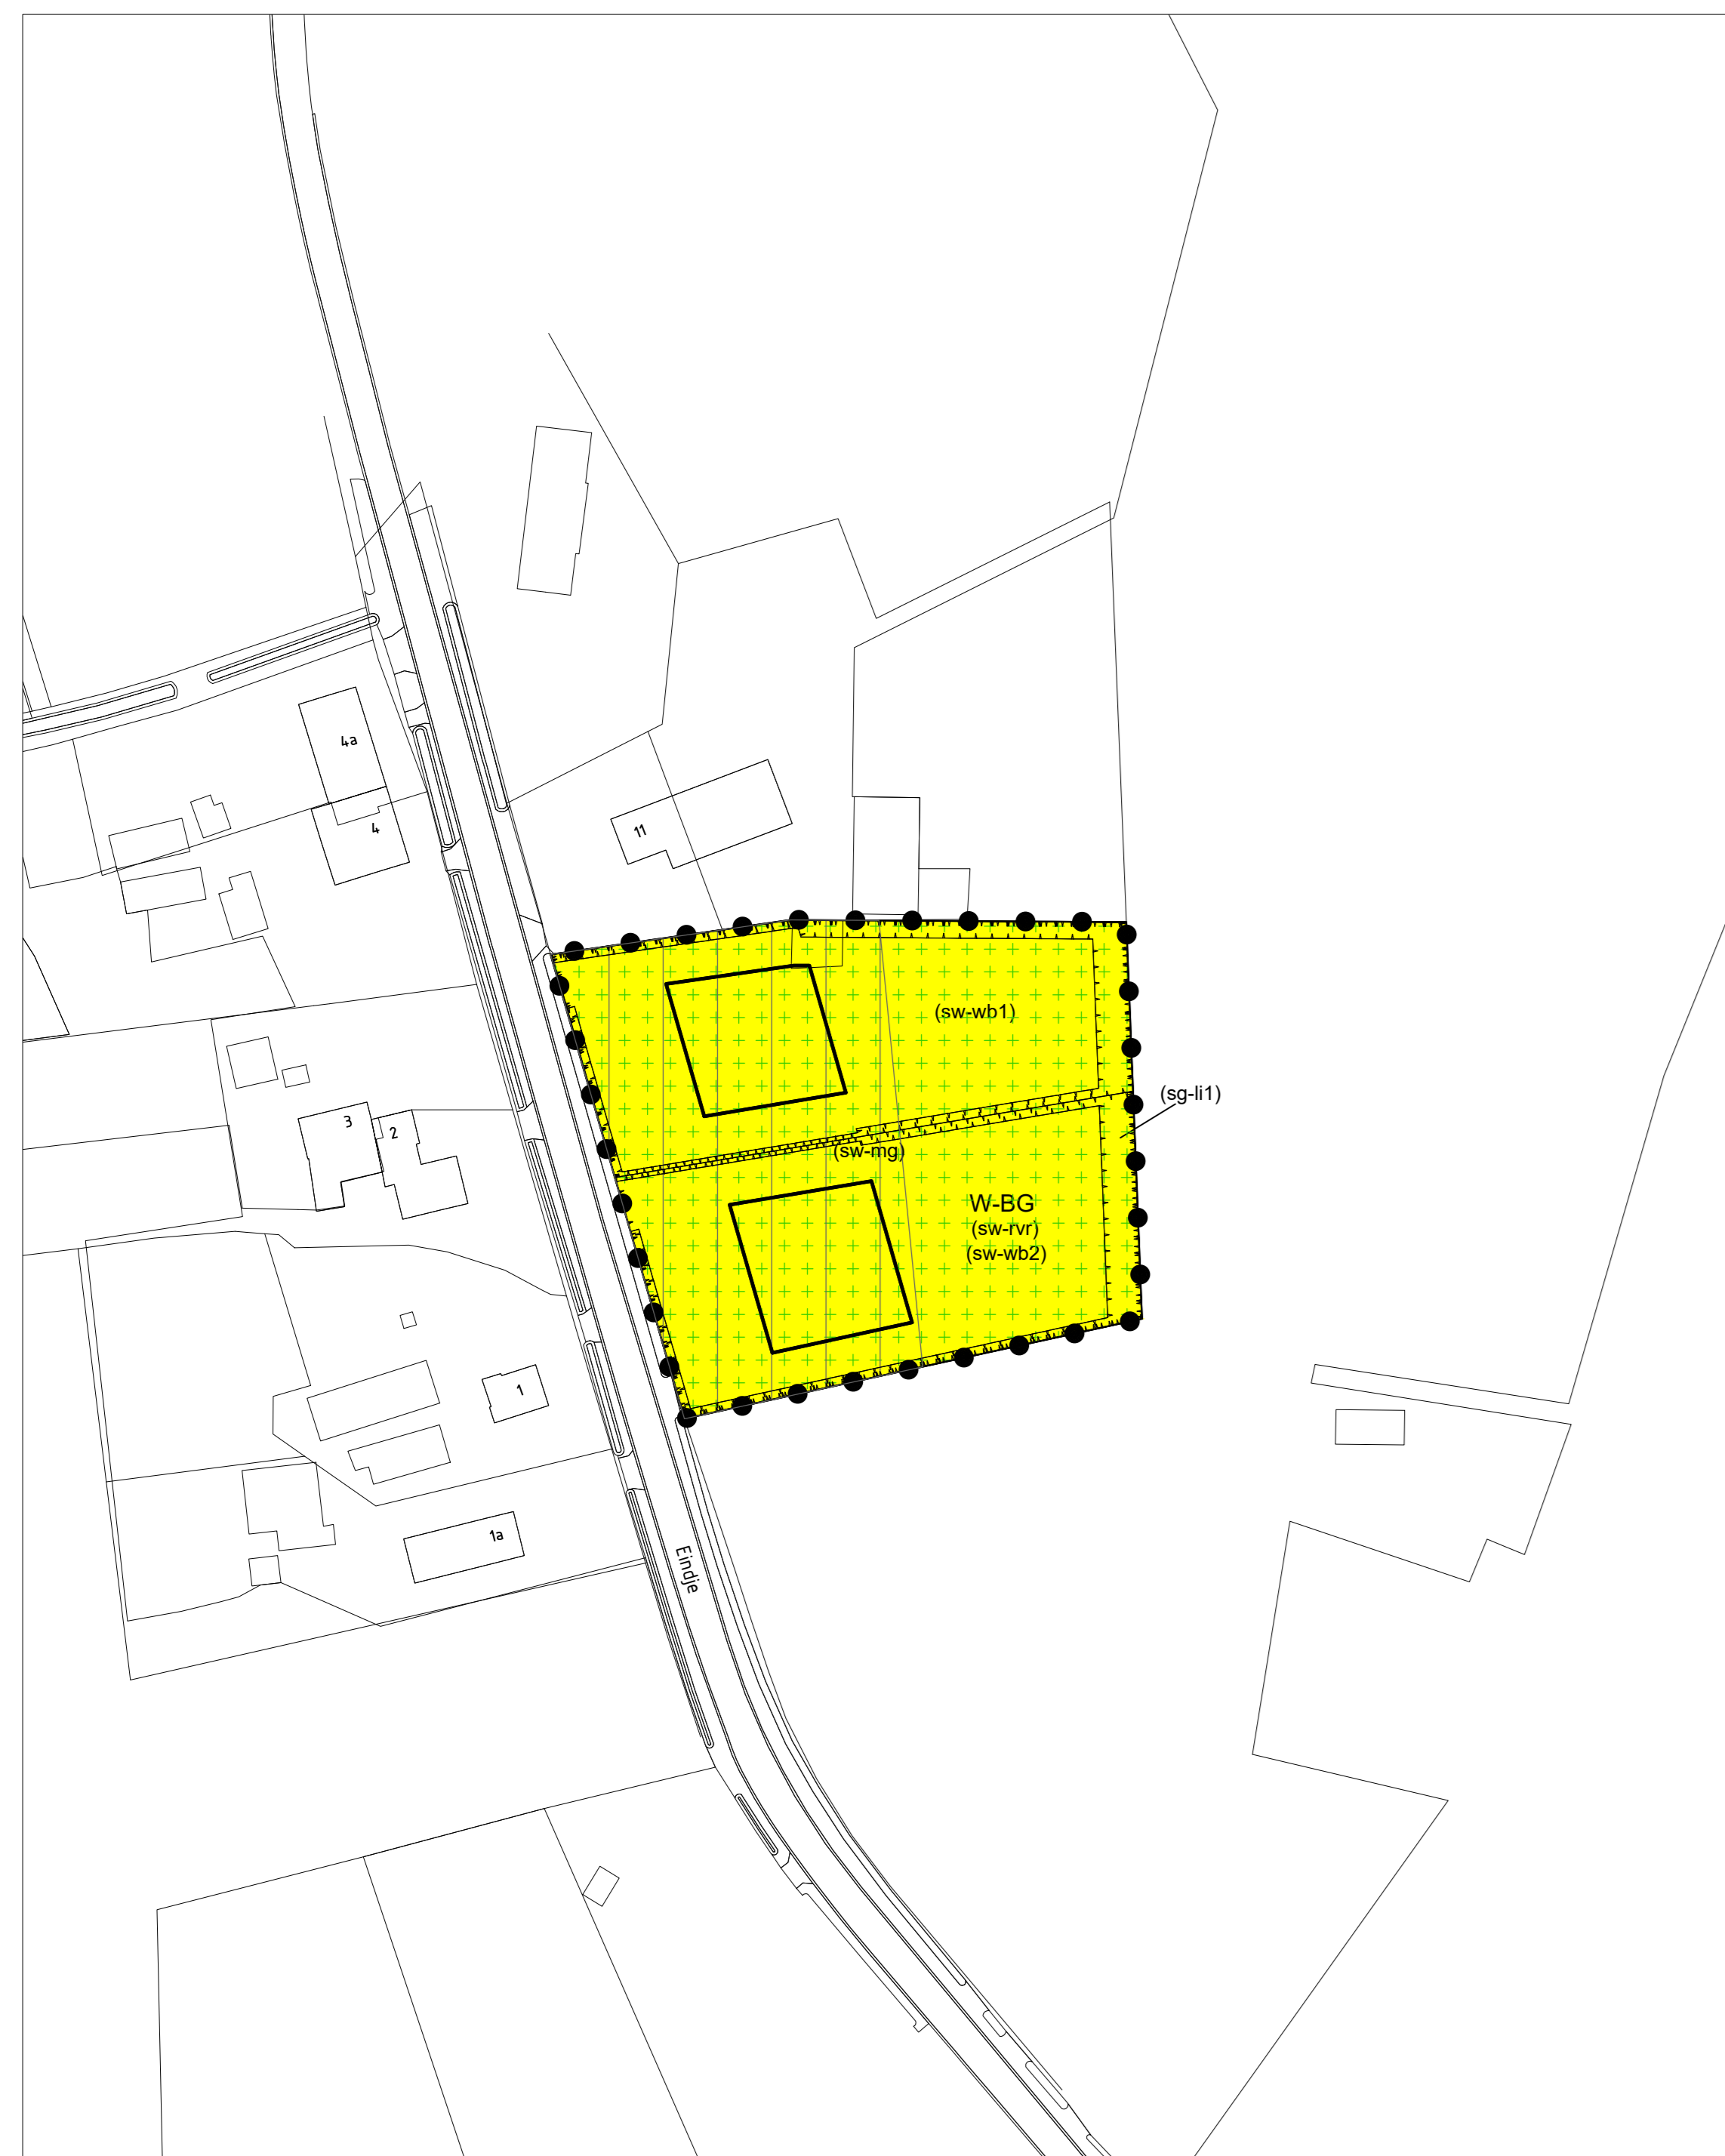 4a
4
11
(sw-wb1)
(sg-li1)
3
2
(sw-mg)
W-BG
(sw-rvr)
(sw-wb2)
1
1a
Eindje